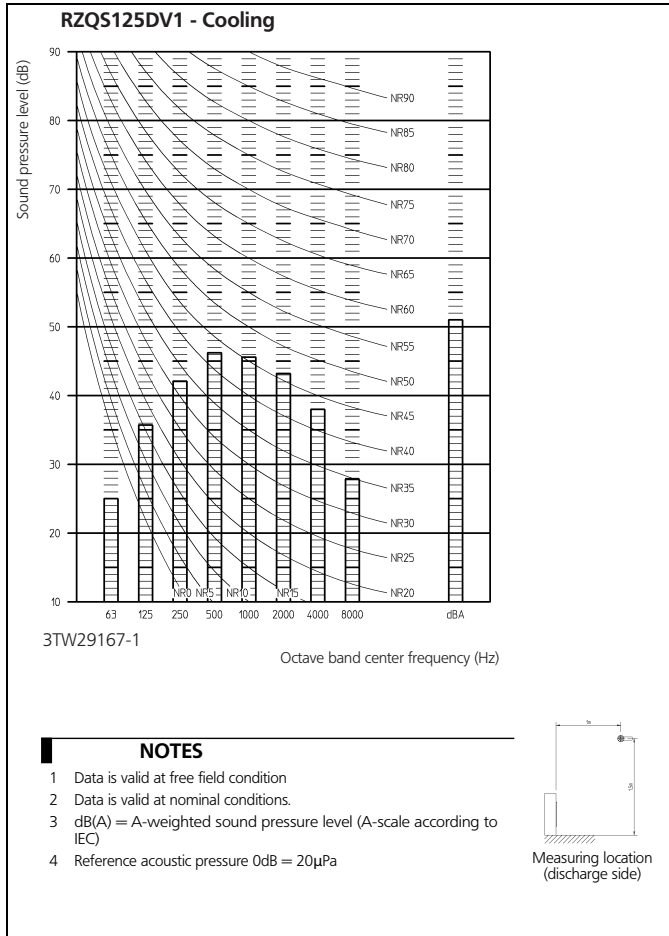 RZQS125DV1 - Cooling
Sound pressure level (dB)
90
80
70
60
50
40
30
20
10
NR90
NR85
NR80
NR75
NR70
NR65
NR60
NR55
NR50
NR45
NR40
NR35
NR30
NR25
NR20
NR0 NR5 NR10 NR15
63 125 250 500 1000 2000 4000 8000 dBA
3TW29167-1
Octave band center frequency (Hz)
NOTES
1 Data is valid at free field condition
2 Data is valid at nominal conditions.
3 dB(A) = A-weighted sound pressure level (A-scale according to
IEC)
4 Reference acoustic pressure 0dB = 20µPa
1m
1.5m
Measuring location
(discharge side)